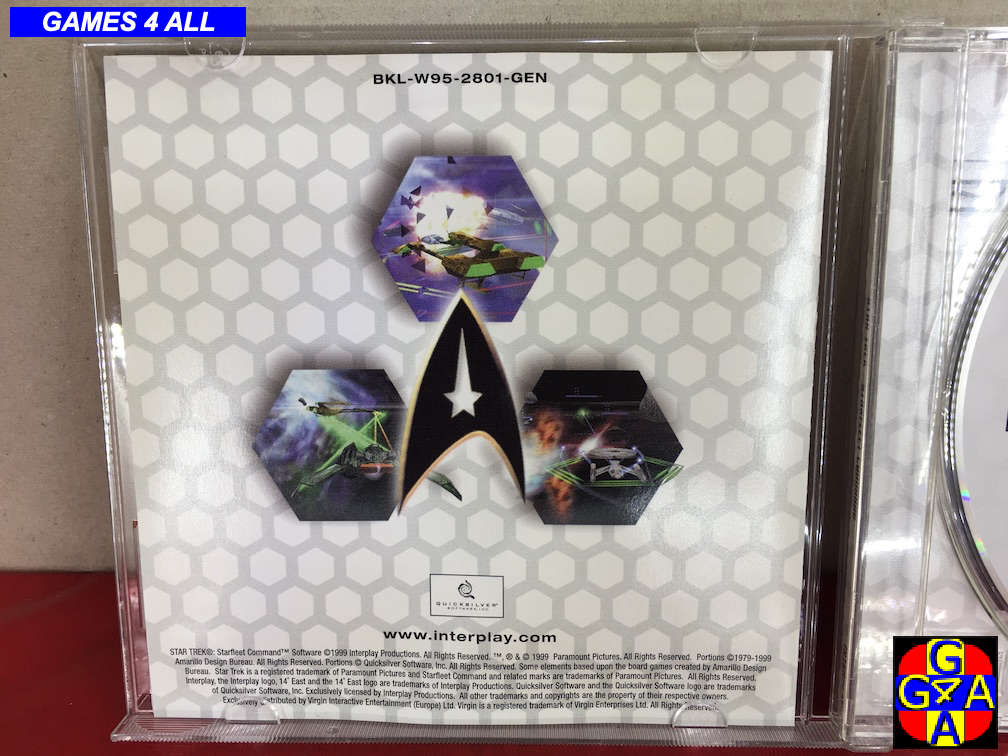 GAMES 4 ALL
BKL-W95-2801-GEN
QUICKSILVER
SOFTWARE, INC.
www.interplay.com
STAR TREK®: Starfleet Command™ Software ©1999 Interplay Productions. All Rights Reserved. ™, ® & © 1999 Paramount Pictures. All Rights Reserved. Portions ©1979-1999
Amarillo Design Bureau. All Rights Reserved. Portions © Quicksilver Software, Inc. All Rights Reserved. Some elements based upon the board games created by Amarillo Design
Bureau. Star Trek is a registered trademark of Paramount Pictures and Starfleet Command and related marks are trademarks of Paramount Pictures. All Rights Reserved.
Interplay, the Interplay logo, 14° East and the 14° East logo are trademarks of Interplay Productions. Quicksilver Software and the Quicksilver Software logo are trademarks
of Quicksilver Software, Inc. Exclusively licensed by Interplay Productions. All other trademarks and copyrights are the property of their respective owners.
Exclusively distributed by Virgin Interactive Entertainment (Europe) Ltd. Virgin is a registered trademark of Virgin Enterprises Ltd. All Rights Reserved.
G
G 4 A
A